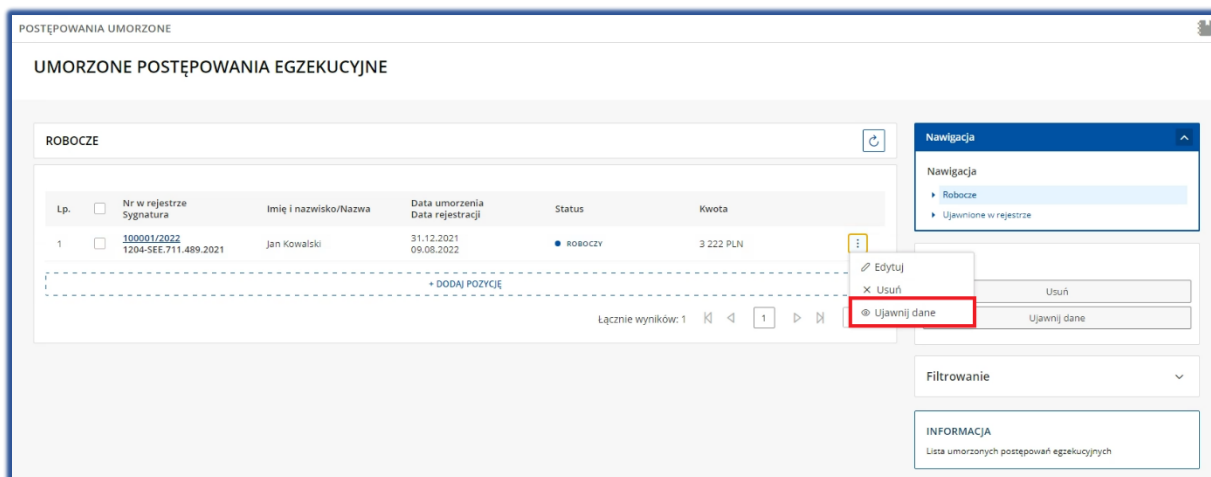 POSTĘPOWANIA UMORZONE
UMORZONE POSTĘPOWANIA EGZEKUCYJNE
ROBOCZE
Lp.
Nr w rejestrze
Sygnatura
Imię i nazwisko/Nazwa
Data umorzenia
Data rejestracji
Status
Kwota
1
100001/2022
1204-SEE.711.489.2021
Jan Kowalski
31.12.2021
09.08.2022
ROBOCZY
3 222 PLN
+ DODAJ POZYCJĘ
Łącznie wyników: 1
1
Edytuj
Usuń
Ujawnij dane
Nawigacja
Nawigacja
Robocze
Ujawnione w rejestrze
Usuń
Ujawnij dane
Filtrowanie
INFORMACJA
Lista umorzonych postępowań egzekucyjnych